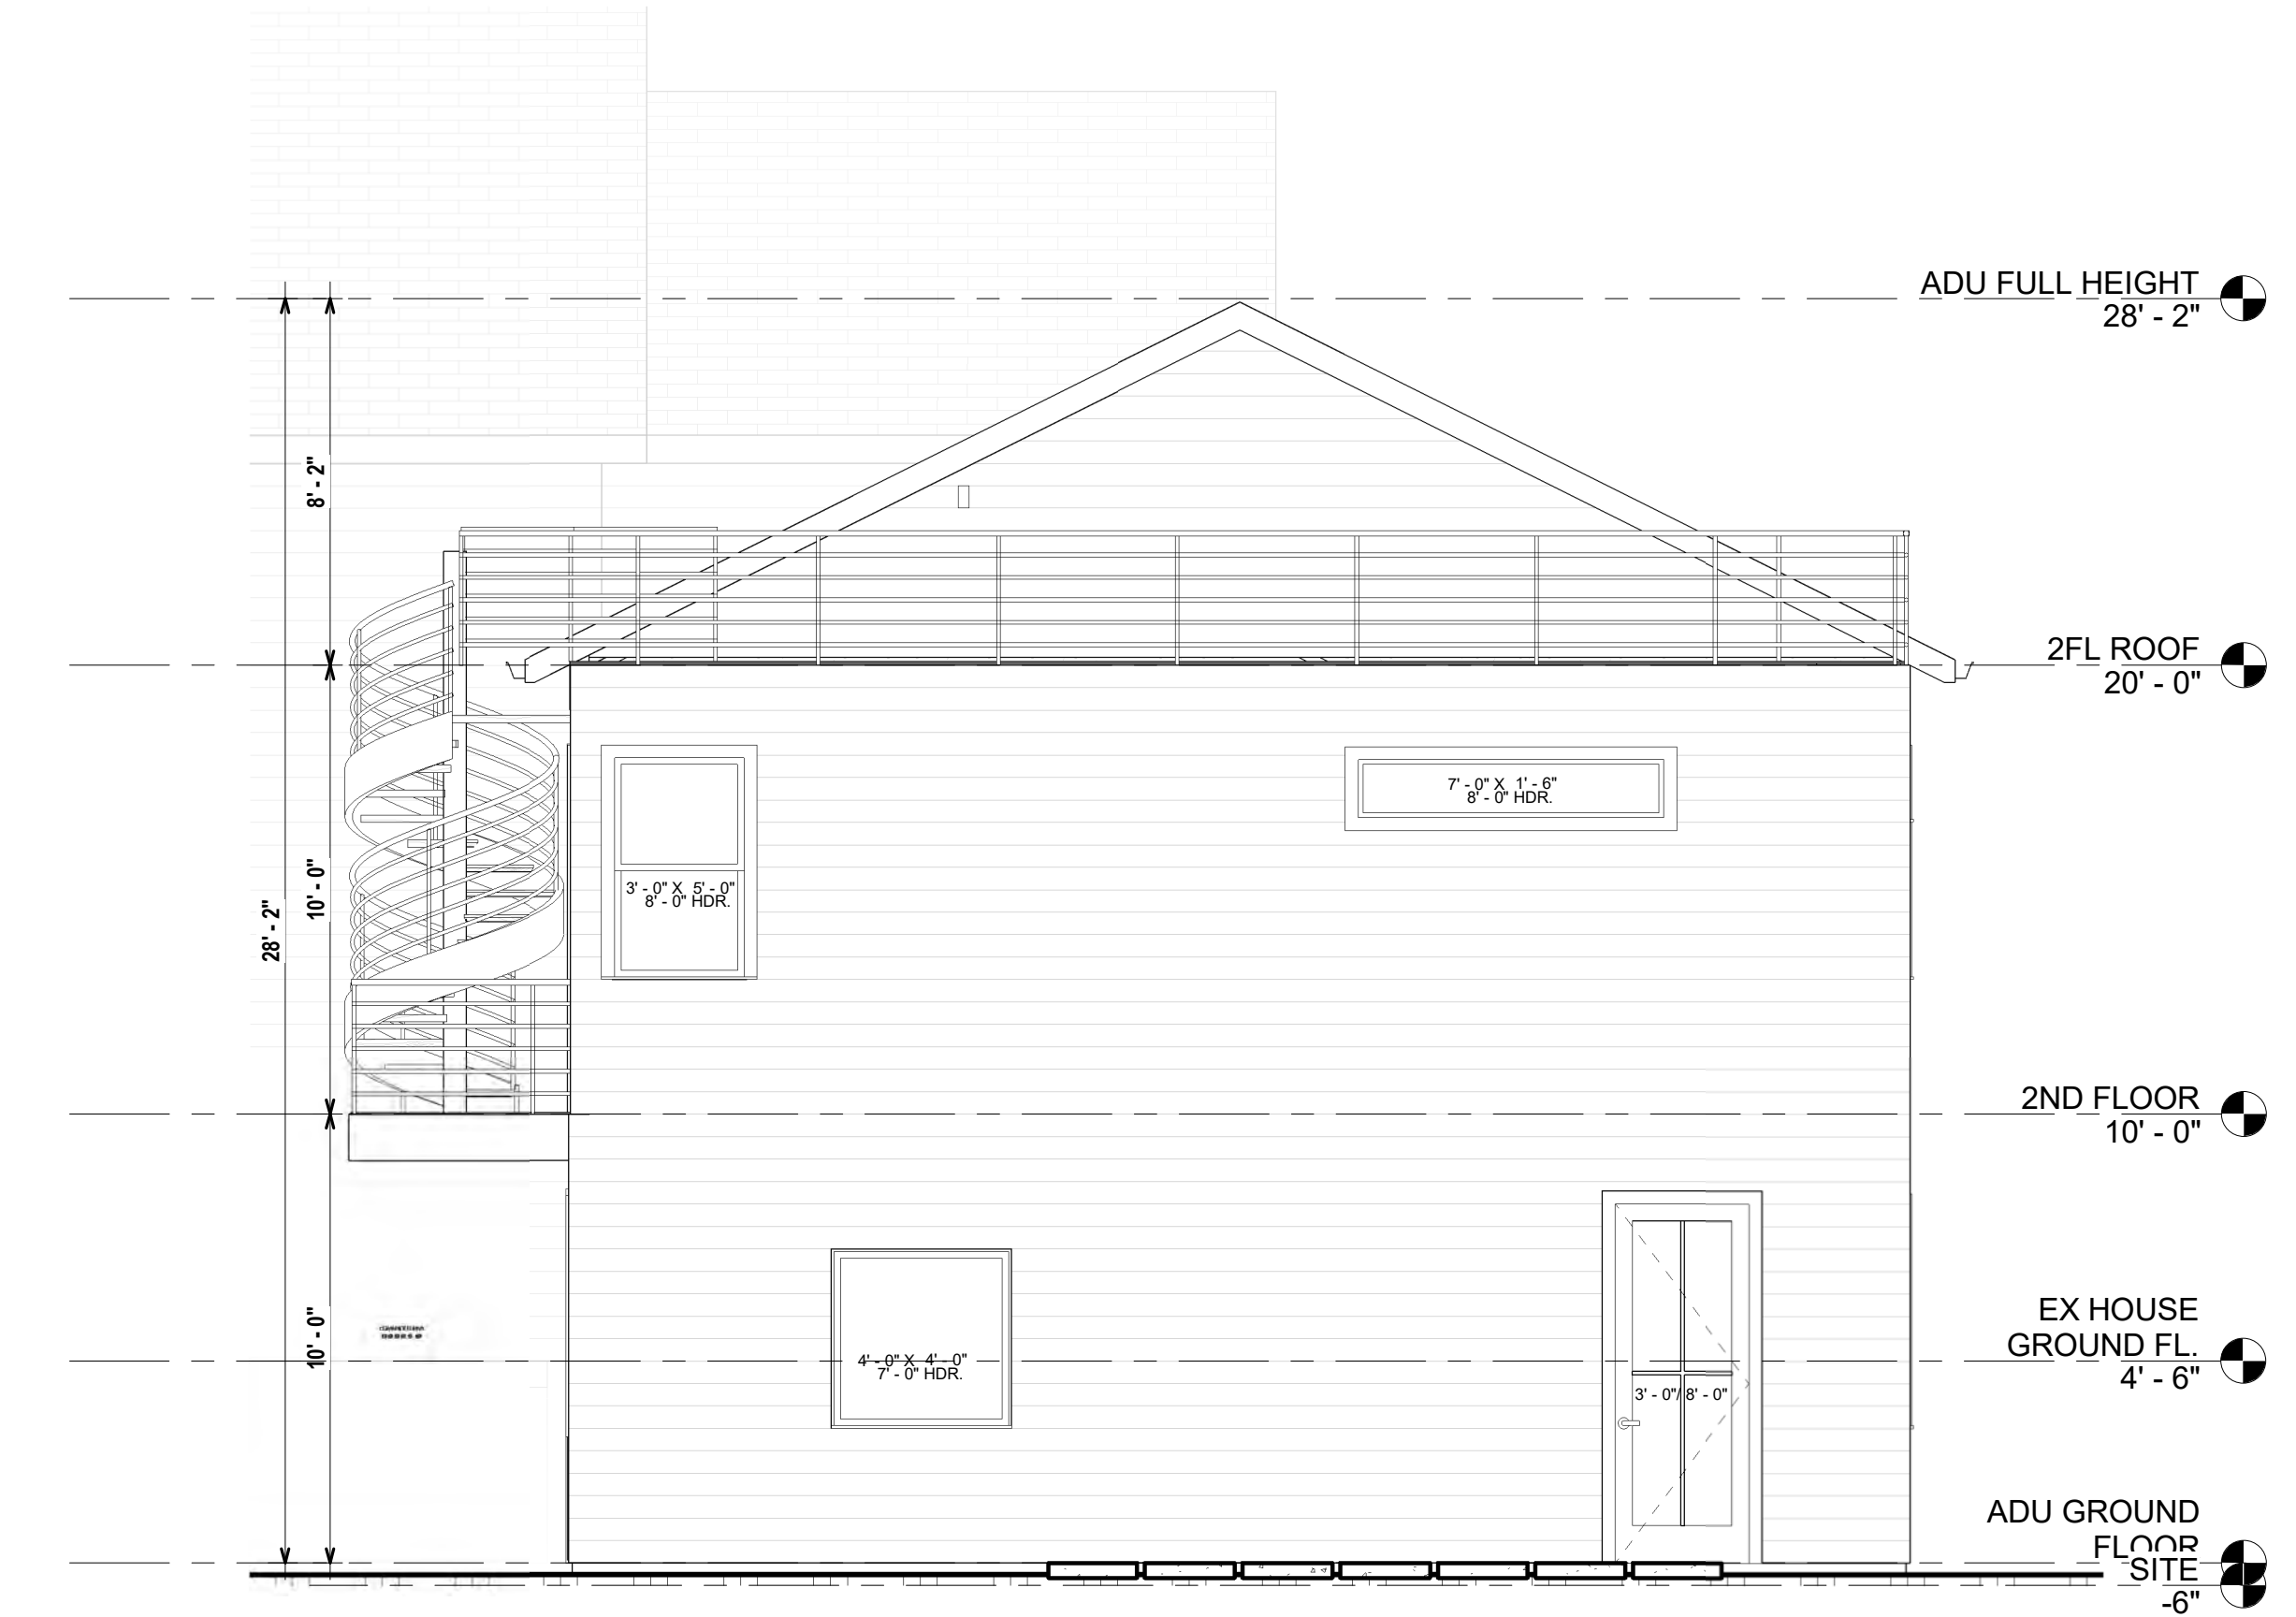 ADU FULL HEIGHT
28' - 2"
8' - 2"
2FL ROOF
20' - 0"
7' - 0" X 1' - 6"
8' - 0" HDR.
3' - 0" X 5' - 0"
8' - 0" HDR.
10' - 0"
28' - 2"
2ND FLOOR
10' - 0"
EX HOUSE
GROUND FL.
4' - 6"
10' - 0"
4' - 0" X 4' - 0"
7' - 0" HDR.
3' - 0"/ 8' - 0"
ADU GROUND
FLOOR
SITE
-6"